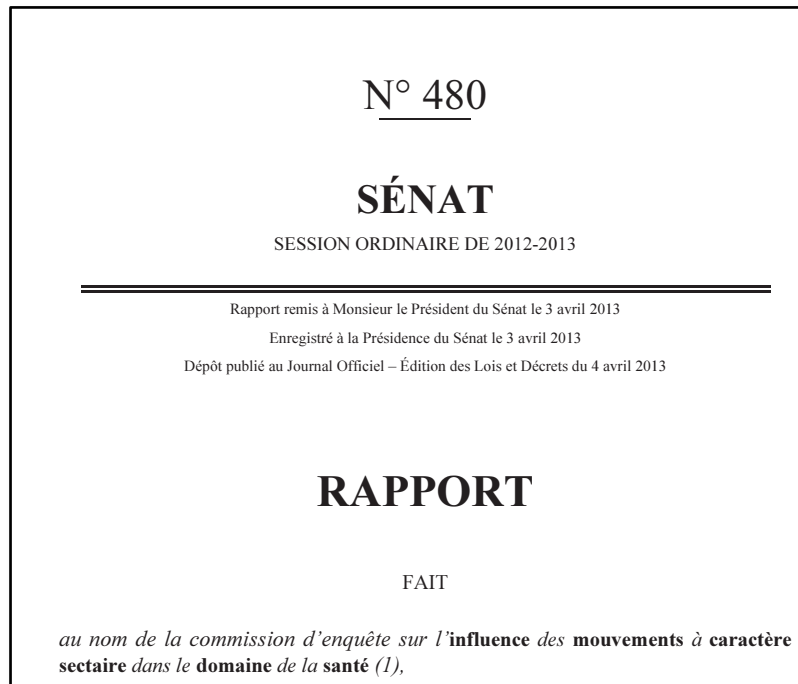 N° 480
SÉNAT
SESSION ORDINAIRE DE 2012-2013
Rapport remis à Monsieur le Président du Sénat le 3 avril 2013
Enregistré à la Présidence du Sénat le 3 avril 2013
Dépôt publié au Journal Officiel – Édition des Lois et Décrets du 4 avril 2013
RAPPORT
FAIT
au nom de la commission d’enquête sur l’influence des mouvements à caractère
sectaire dans le domaine de la santé (1),